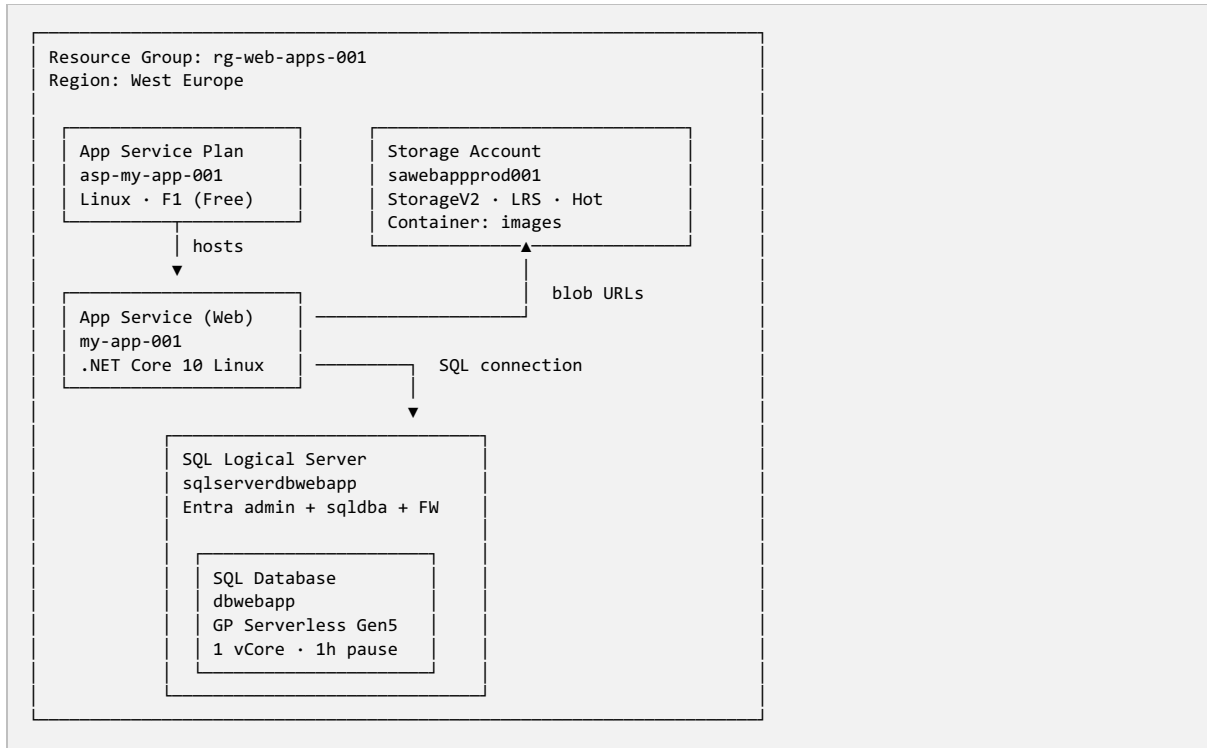 Resource Group: rg-web-apps-001
Region: West Europe
App Service Plan
asp-my-app-001
Linux · F1 (Free)
Storage Account
sawebappprod001
StorageV2 · LRS · Hot
Container: images
hosts
blob URLs
App Service (Web)
my-app-001
.NET Core 10 Linux
SQL connection
SQL Logical Server
sqlserverdbwebapp
Entra admin + sqldba + FW
SQL Database
dbwebapp
GP Serverless Gen5
1 vCore · 1h pause